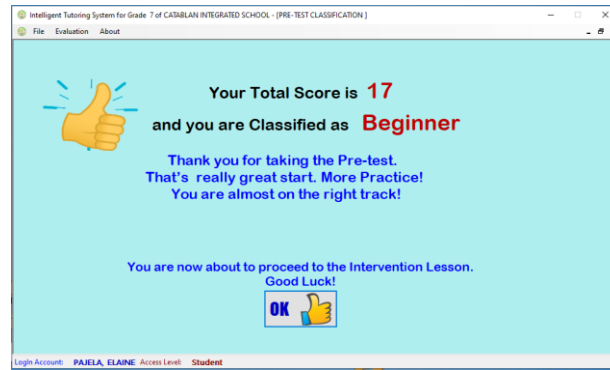 Intelligent Tutoring System for Grade 7 of CATABLAN INTEGRATED SCHOOL - [PRE-TEST CLASSIFICATION ]
File Evaluation About
Your Total Score is 17
and you are Classified as Beginner
Thank you for taking the Pre-test.
That's really great start. More Practice!
You are almost on the right track!
You are now about to proceed to the Intervention Lesson.
Good Luck!
OK
Login Account: PAJELA, ELAINE Access Level: Student